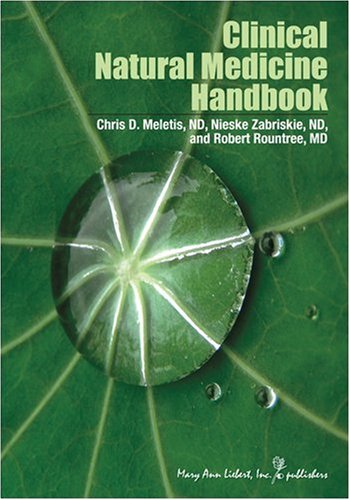 Clinical
Natural Medicine
Handbook
Chris D. Meletis, ND, Nieske Zabriskie, ND,
and Robert Rountree, MD
Mary Ann Liebert, Inc. publishers